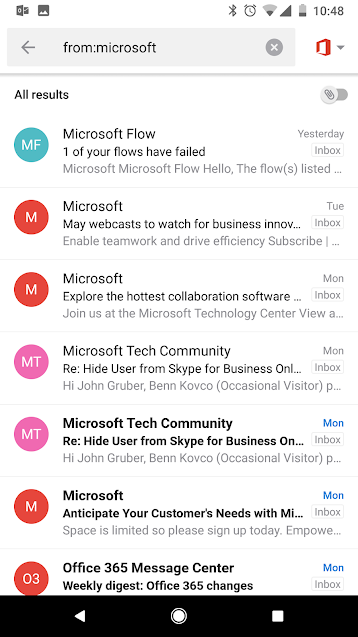 10:48
from:microsoft
All results
MF
Microsoft Flow
Yesterday
1 of your flows have failed
Inbox
Microsoft Microsoft Flow Hello, The flow(s) listed ...
M
Microsoft
Tue
May webcasts to watch for business innov...
Inbox
Enable teamwork and drive efficiency Subscribe | ...
M
Microsoft
Mon
Explore the hottest collaboration software ...
Inbox
Join us at the Microsoft Technology Center View a...
MT
Microsoft Tech Community
Mon
Re: Hide User from Skype for Business Onl...
Inbox
Hi John Gruber, Benn Kovco (Occasional Visitor) p...
MT
Microsoft Tech Community
Mon
Re: Hide User from Skype for Business On...
Inbox
Hi John Gruber, Benn Kovco (Occasional Visitor) p...
M
Microsoft
Mon
Anticipate Your Customer's Needs with Mi...
Inbox
Space is limited so please sign up today. Empowe...
O3
Office 365 Message Center
Mon
Weekly digest: Office 365 changes
Inbox